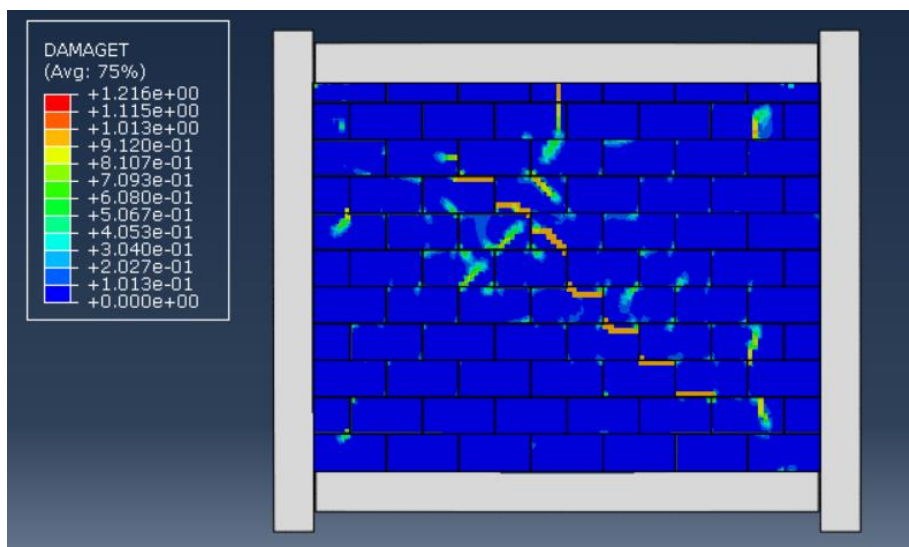 DAMAGET
(Avg: 75%)
+1.216e+00
+1.115e+00
+1.013e+00
+9.120e-01
+8.107e-01
+7.093e-01
+6.080e-01
+5.067e-01
+4.053e-01
+3.040e-01
+2.027e-01
+1.013e-01
+0.000e+00